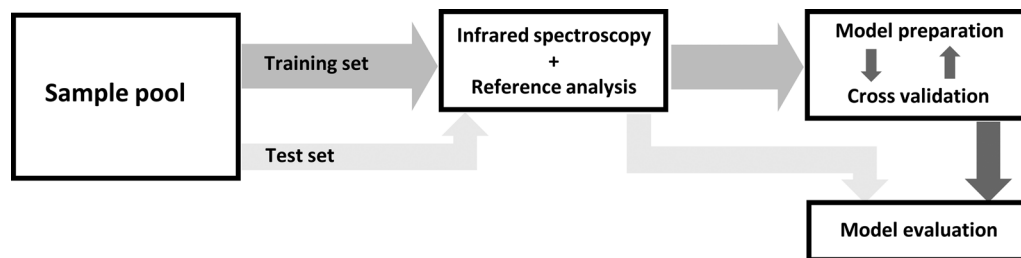 Sample pool
Training set
Test set
Infrared spectroscopy
+
Reference analysis
Model preparation
Cross validation
Model evaluation